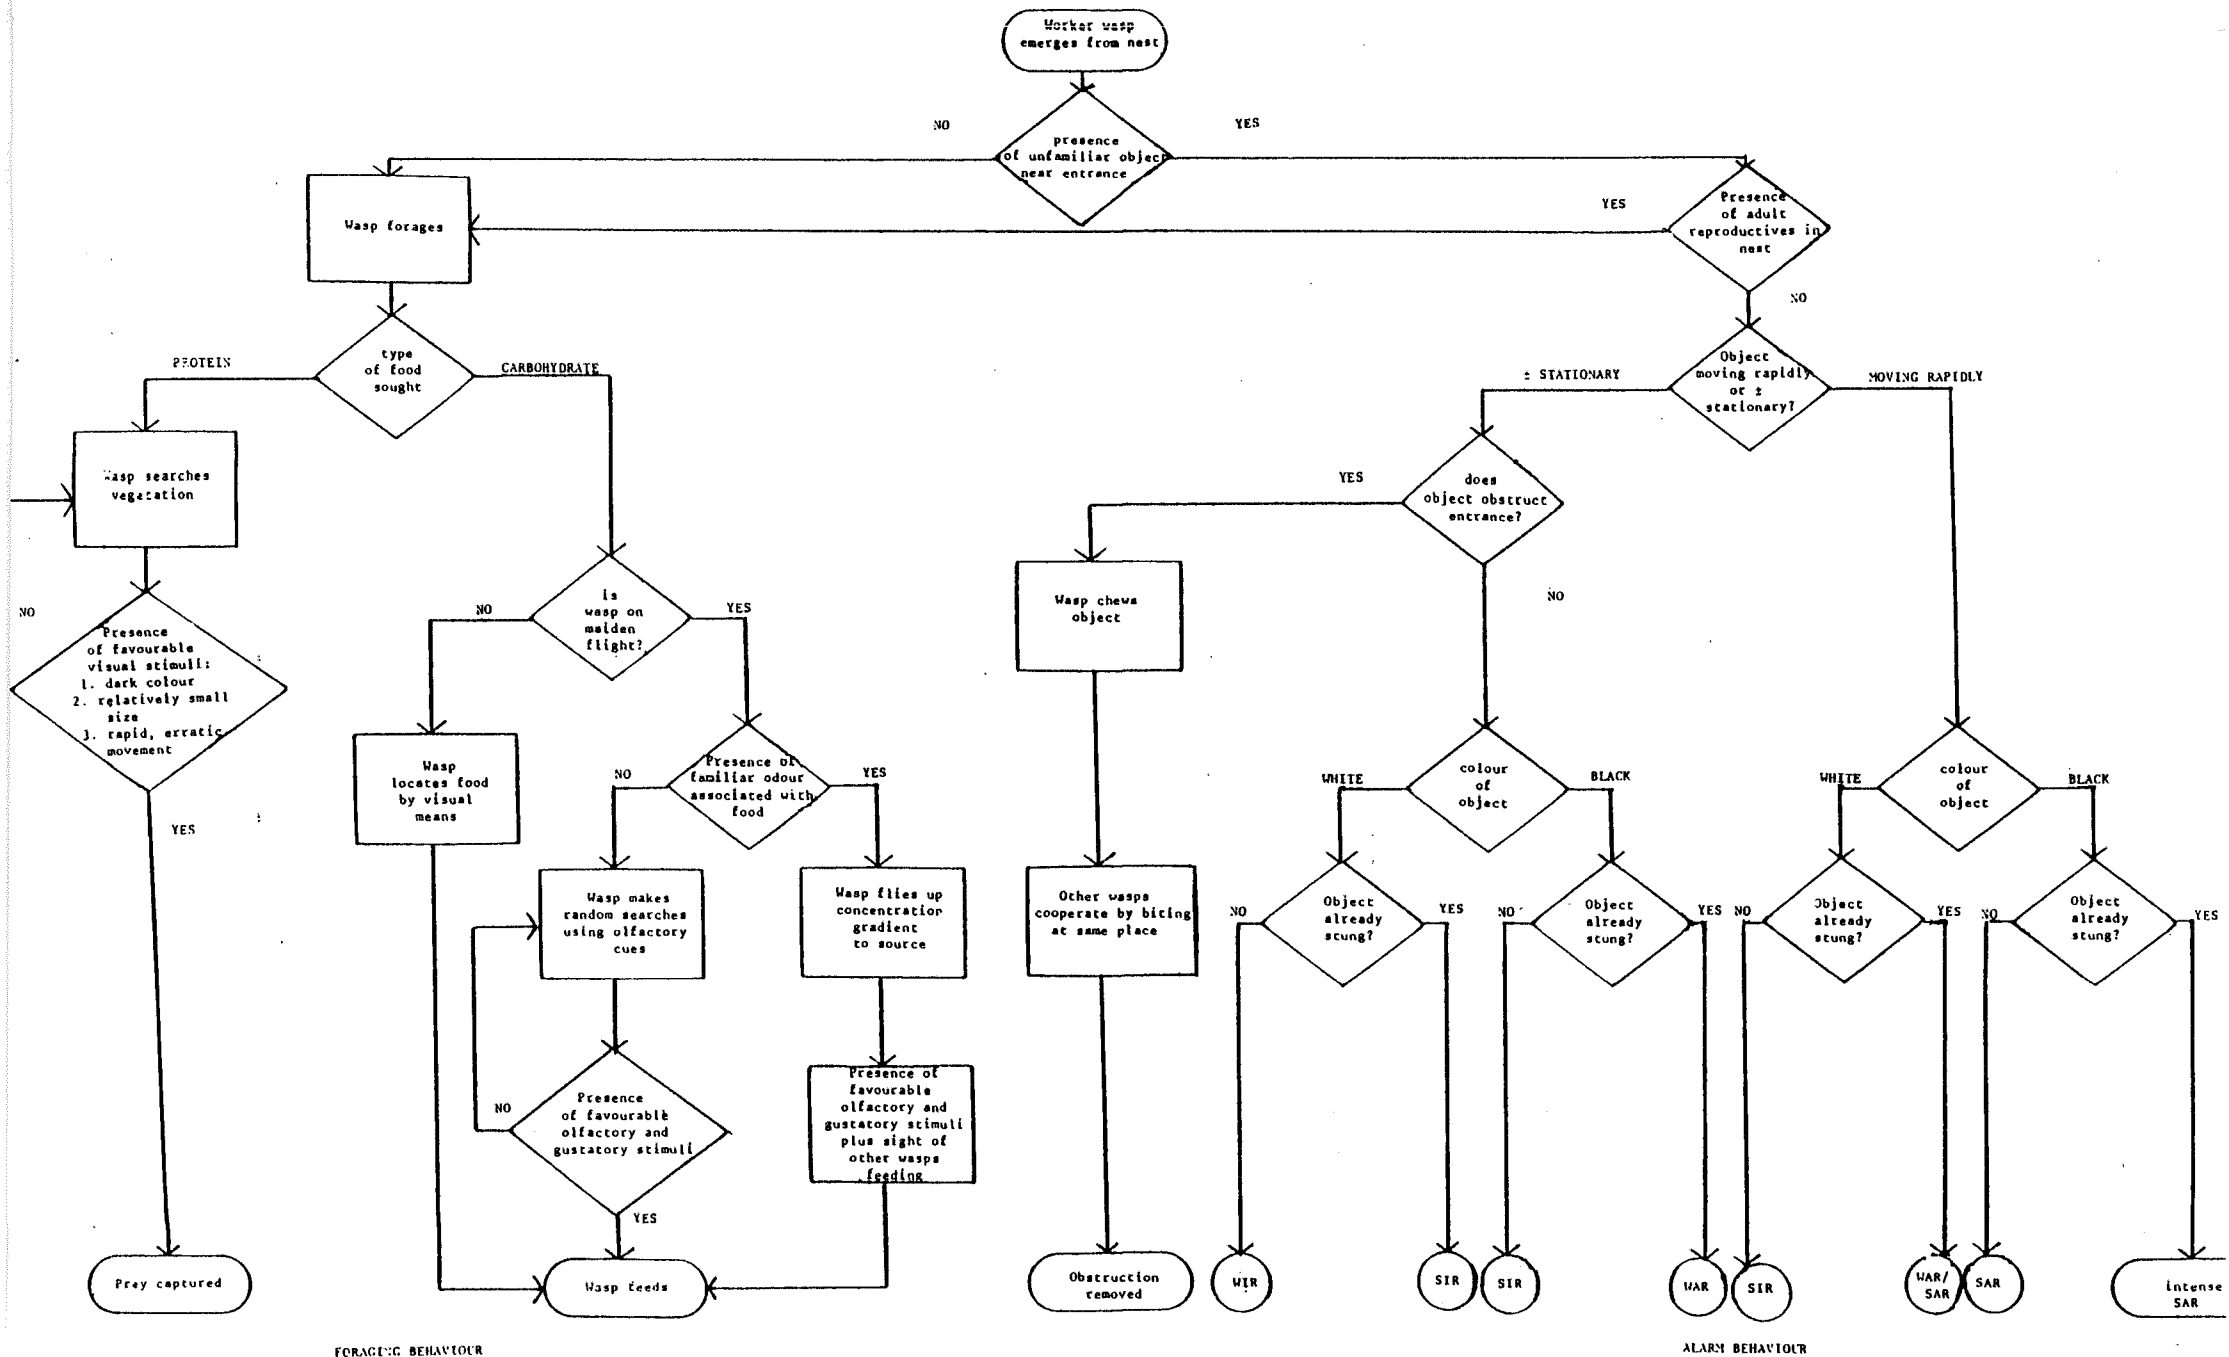 Worker wasp
emerges from nest
NO
YES
presence
of unfamiliar object
near entrance
Wasp forages
YES
Presence
of adult
reproductives in
nest
NO
type
of food
sought
PROTEIN
CARBOHYDRATE
Object
moving rapidly
or ±
stationary?
± STATIONARY
MOVING RAPIDLY
Wasp searches
vegetation
does
object obstruct
entrance?
YES
NO
NO
Presence
of favourable
visual stimuli:
1. dark colour
2. relatively small
size
3. rapid, erratic
movement
YES
is
wasp on
maiden
flight?
NO
YES
Wasp chews
object
Wasp
locates food
by visual
means
Presence of
familiar odour
associated with
food
NO
YES
WHITE
colour
of
object
BLACK
WHITE
colour
of
object
BLACK
Wasp makes
random searches
using olfactory
cues
Wasp flies up
concentration
gradient
to source
Other wasps
cooperate by biting
at same place
NO
Object
already
stung?
YES
NO
Object
already
stung?
YES
NO
Object
already
stung?
YES
NO
Object
already
stung?
YES
NO
Presence
of favourable
olfactory and
gustatory stimuli
YES
Presence of
favourable
olfactory and
gustatory stimuli
plus sight of
other wasps
feeding
Prey captured
Wasp feeds
Obstruction
removed
WIR
SIR
SIR
WAR
SIR
WAR/
SAR
SAR
intense
SAR
FORAGING BEHAVIOUR
ALARM BEHAVIOUR